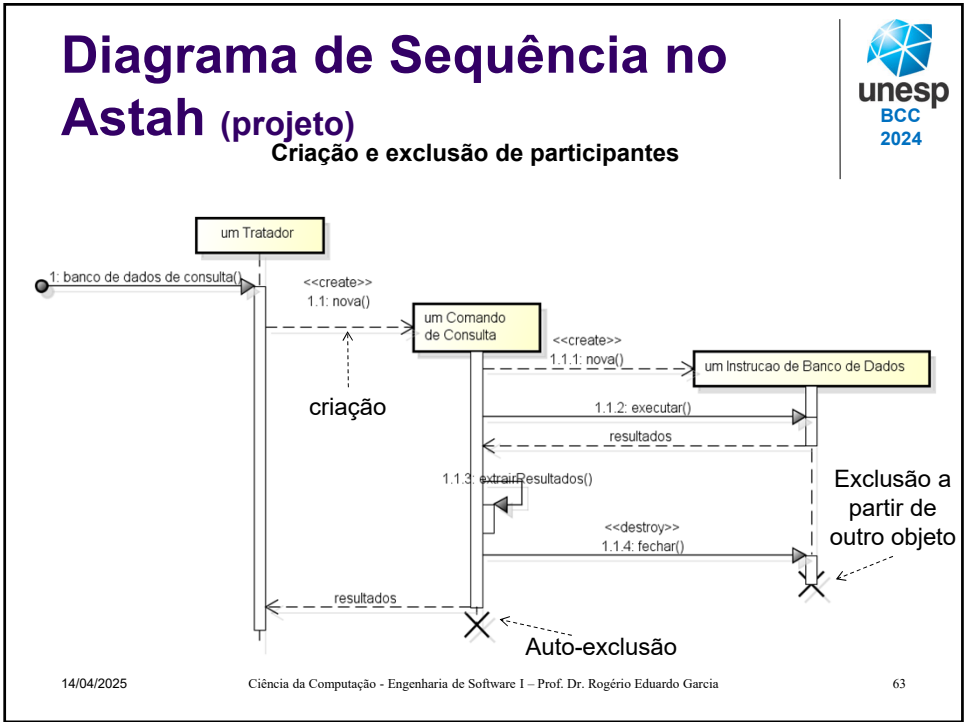 Diagrama de Sequência no
Astah (projeto)
Criação e exclusão de participantes
unesp
BCC
2024
um Tratador
1: banco de dados de consulta()
<<create>>
1.1: nova()
um Comando
de Consulta
<<create>>
1.1.1: nova()
um Instrucao de Banco de Dados
criação
1.1.2: executar()
resultados
1.1.3: extrairResultados()
Exclusão a
partir de
outro objeto
<<destroy>>
1.1.4: fechar()
resultados
Auto-exclusão
14/04/2025
Ciência da Computação - Engenharia de Software I – Prof. Dr. Rogério Eduardo Garcia
63